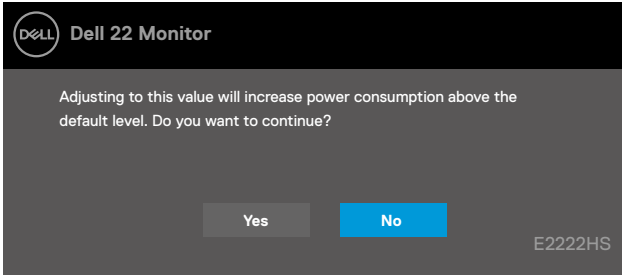 DELL Dell 22 Monitor
Adjusting to this value will increase power consumption above the
default level. Do you want to continue?
Yes No
E2222HS